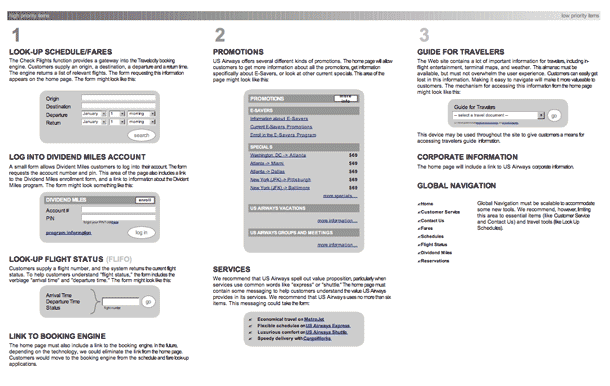 high priority items
low priority items
1
LOOK-UP SCHEDULE/FARES
The Check Flights function provides a gateway into the Travelocity booking
engine. Customers supply an origin, a destination, a departure and a return time.
The engine returns a list of relevant flights. The form requesting this information
appears on the home page. The form might look something like this:
Origin
Destination
Departure January 1 morning
Return January 1 morning
search
LOG INTO DIVIDEND MILES ACCOUNT
A small form allows Divident Miles customers to log into their account. The form
requests the account number and pin. This area of the page also includes a link
to the Dividend Miles enrollment form, and a link to information about the Dividend
Miles program. The form might look something like this:
DIVIDEND MILES enroll
Account #
PIN
program information
log in
LOOK-UP FLIGHT STATUS (FLIFO)
Customers supply a flight number, and the system returns the current flight
status. To help customers understand "flight status," the form includes the
verbiage "arrival time" and "departure time." The form might look like this:
Arrival Time
Departure Time
Status
flight number
go
LINK TO BOOKING ENGINE
The home page must also include a link to the booking engine. In the future,
depending on the technology, we could eliminate the link from the home page.
Customers would move to the booking engine from the schedule and fare look-up
applications.
2
PROMOTIONS
US Airways offers several different kinds of promotions. The home page will allow
customers to get more information about all the promotions, get information
specifically about E-Savers, or look at other current specials. This area of the
page might look like this:
PROMOTIONS more info
E-SAVERS
Information about E-Savers
Current E-Savers Promotions
Enroll in the E-Savers Program
SPECIALS
Washington, DC -> Atlanta $69
Atlanta -> Miami $69
Atlanta -> Dallas $69
New York (JFK) -> Pittsburgh $69
New York (JFK) -> Baltimore $69
more specials...
US AIRWAYS VACATIONS
more information...
US AIRWAYS GROUPS AND MEETINGS
more information...
SERVICES
We recommend that US Airways spell out value proposition, particularly when
services use common words like "express" or "shuttle." The home page must
contain some messaging to help customers understand the value US Airways
provides in its services. We recommend that US Airways uses no more than six
items. This messaging could take the form:
✔ Economical travel on MetroJet
✔ Flexible schedules on US Airways Express
✔ Luxurious comfort on US Airways Shuttle
✔ Speedy delivery with CargoWorks
3
GUIDE FOR TRAVELERS
The Web site contains a lot of important information for travelers, including in-
flight entertainment, terminal maps, and weather. This almanac must be
available, but must not overwhelm the user experience. Customers can easily get
lost in this information. Making it easy to navigate will make it more valuable to
customers. The mechanism for accessing this information from the home page
might look like this:
Guide for Travelers
-- select a travel document --
go
This device may be used throughout the site to give customers a means for
accessing travelers guide information.
CORPORATE INFORMATION
The home page will include a link to US Airways corporate information.
GLOBAL NAVIGATION
✔Home
✔Customer Service
✔Contact Us
✔Fares
✔Schedules
✔Flight Status
✔Dividend Miles
✔Reservations
Global Navigation must be scalable to accommodate
some new tools. We recommend, however, limiting
this area to essential items (like Customer Service
and Contact Us) and travel tools (like Look Up
Schedules).